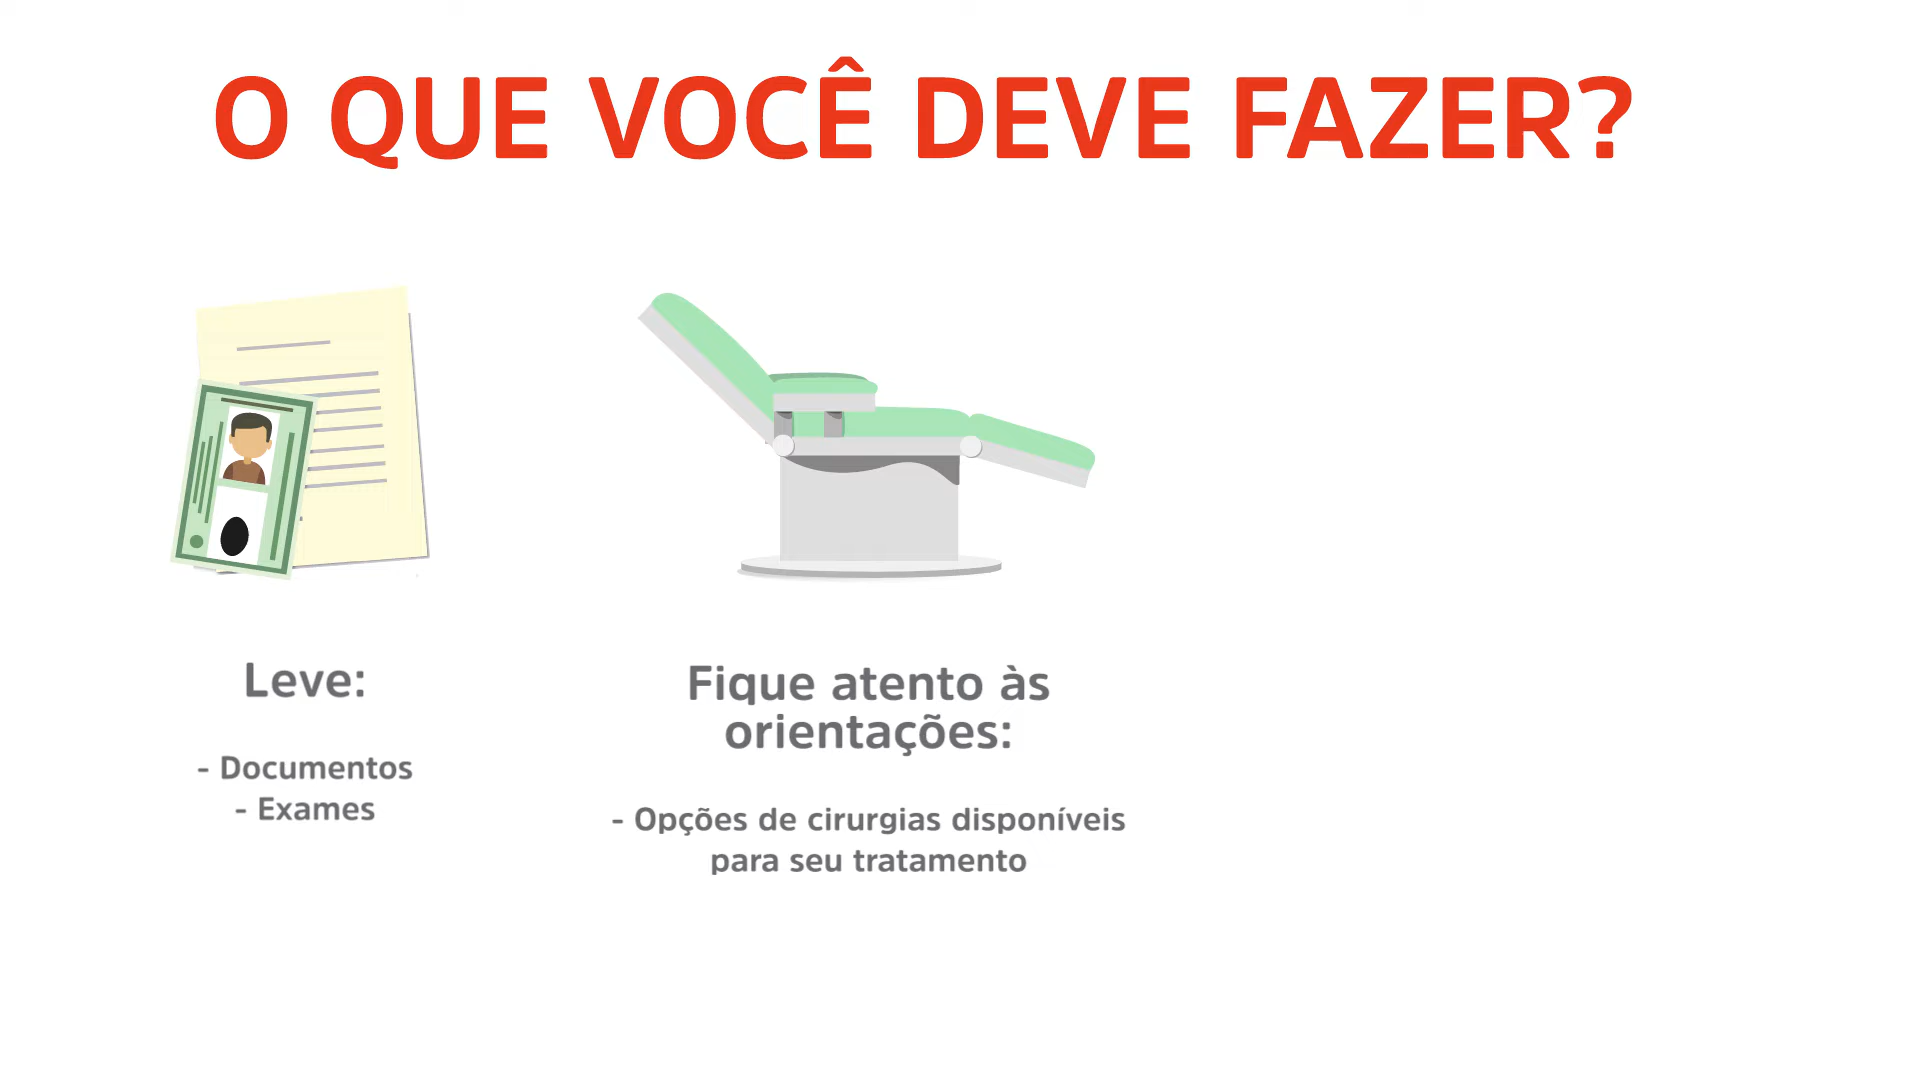 O QUE VOCÊ DEVE FAZER?
Leve:
- Documentos
- Exames
Fique atento às
orientações:
- Opções de cirurgias disponíveis
para seu tratamento